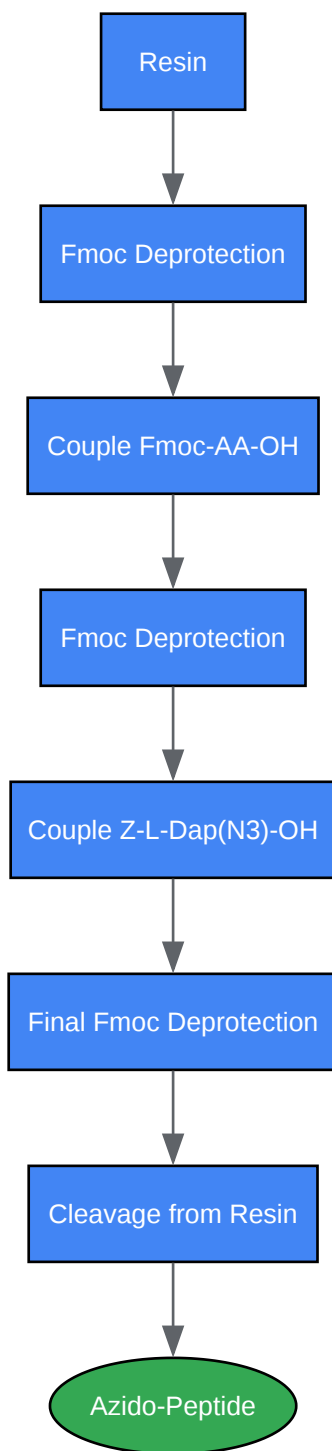 Resin
Fmoc Deprotection
Couple Fmoc-AA-OH
Fmoc Deprotection
Couple Z-L-Dap(N3)-OH
Final Fmoc Deprotection
Cleavage from Resin
Azido-Peptide